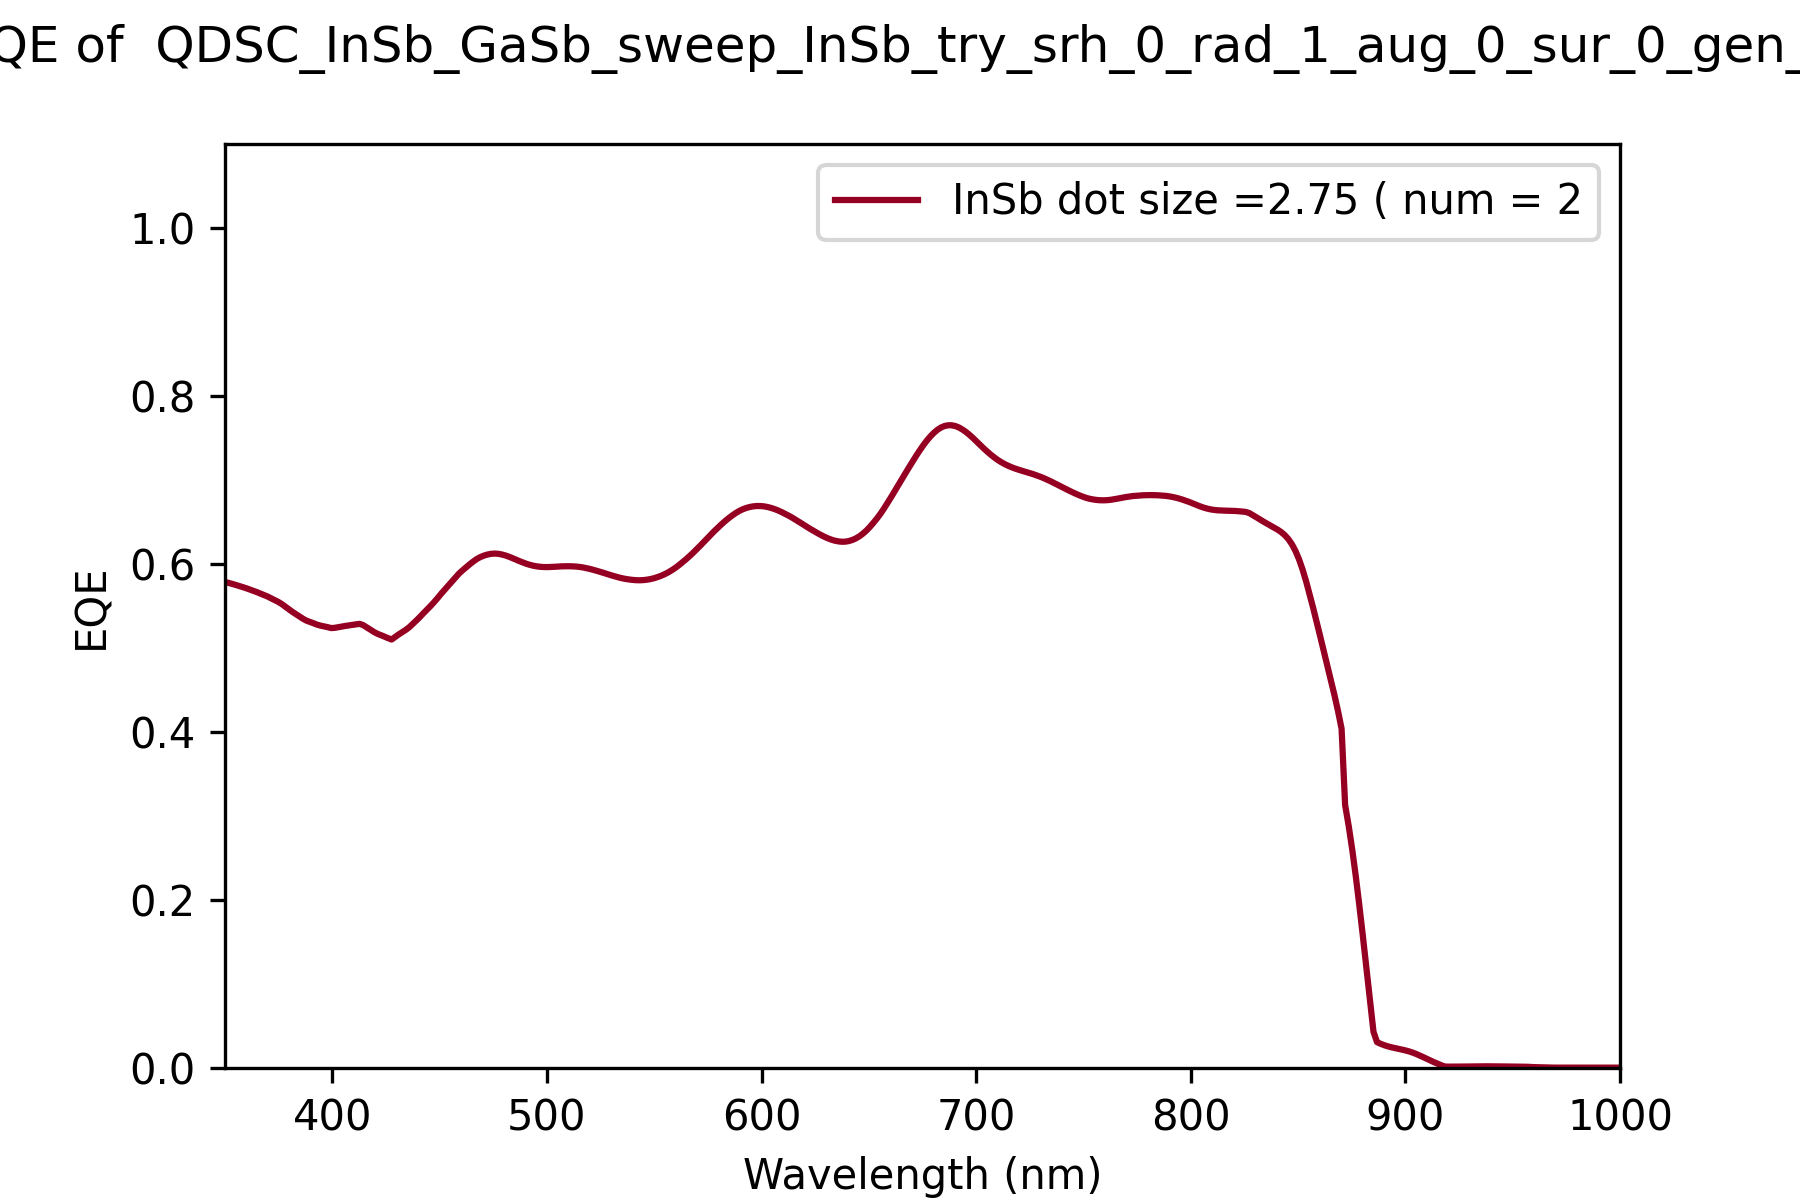 QE of QDSC_InSb_GaSb_sweep_InSb_try_srh_0_rad_1_aug_0_sur_0_gen_
InSb dot size =2.75 ( num = 2
1.0
0.8
0.6
0.4
0.2
0.0
EQE
400 500 600 700 800 900 1000
Wavelength (nm)